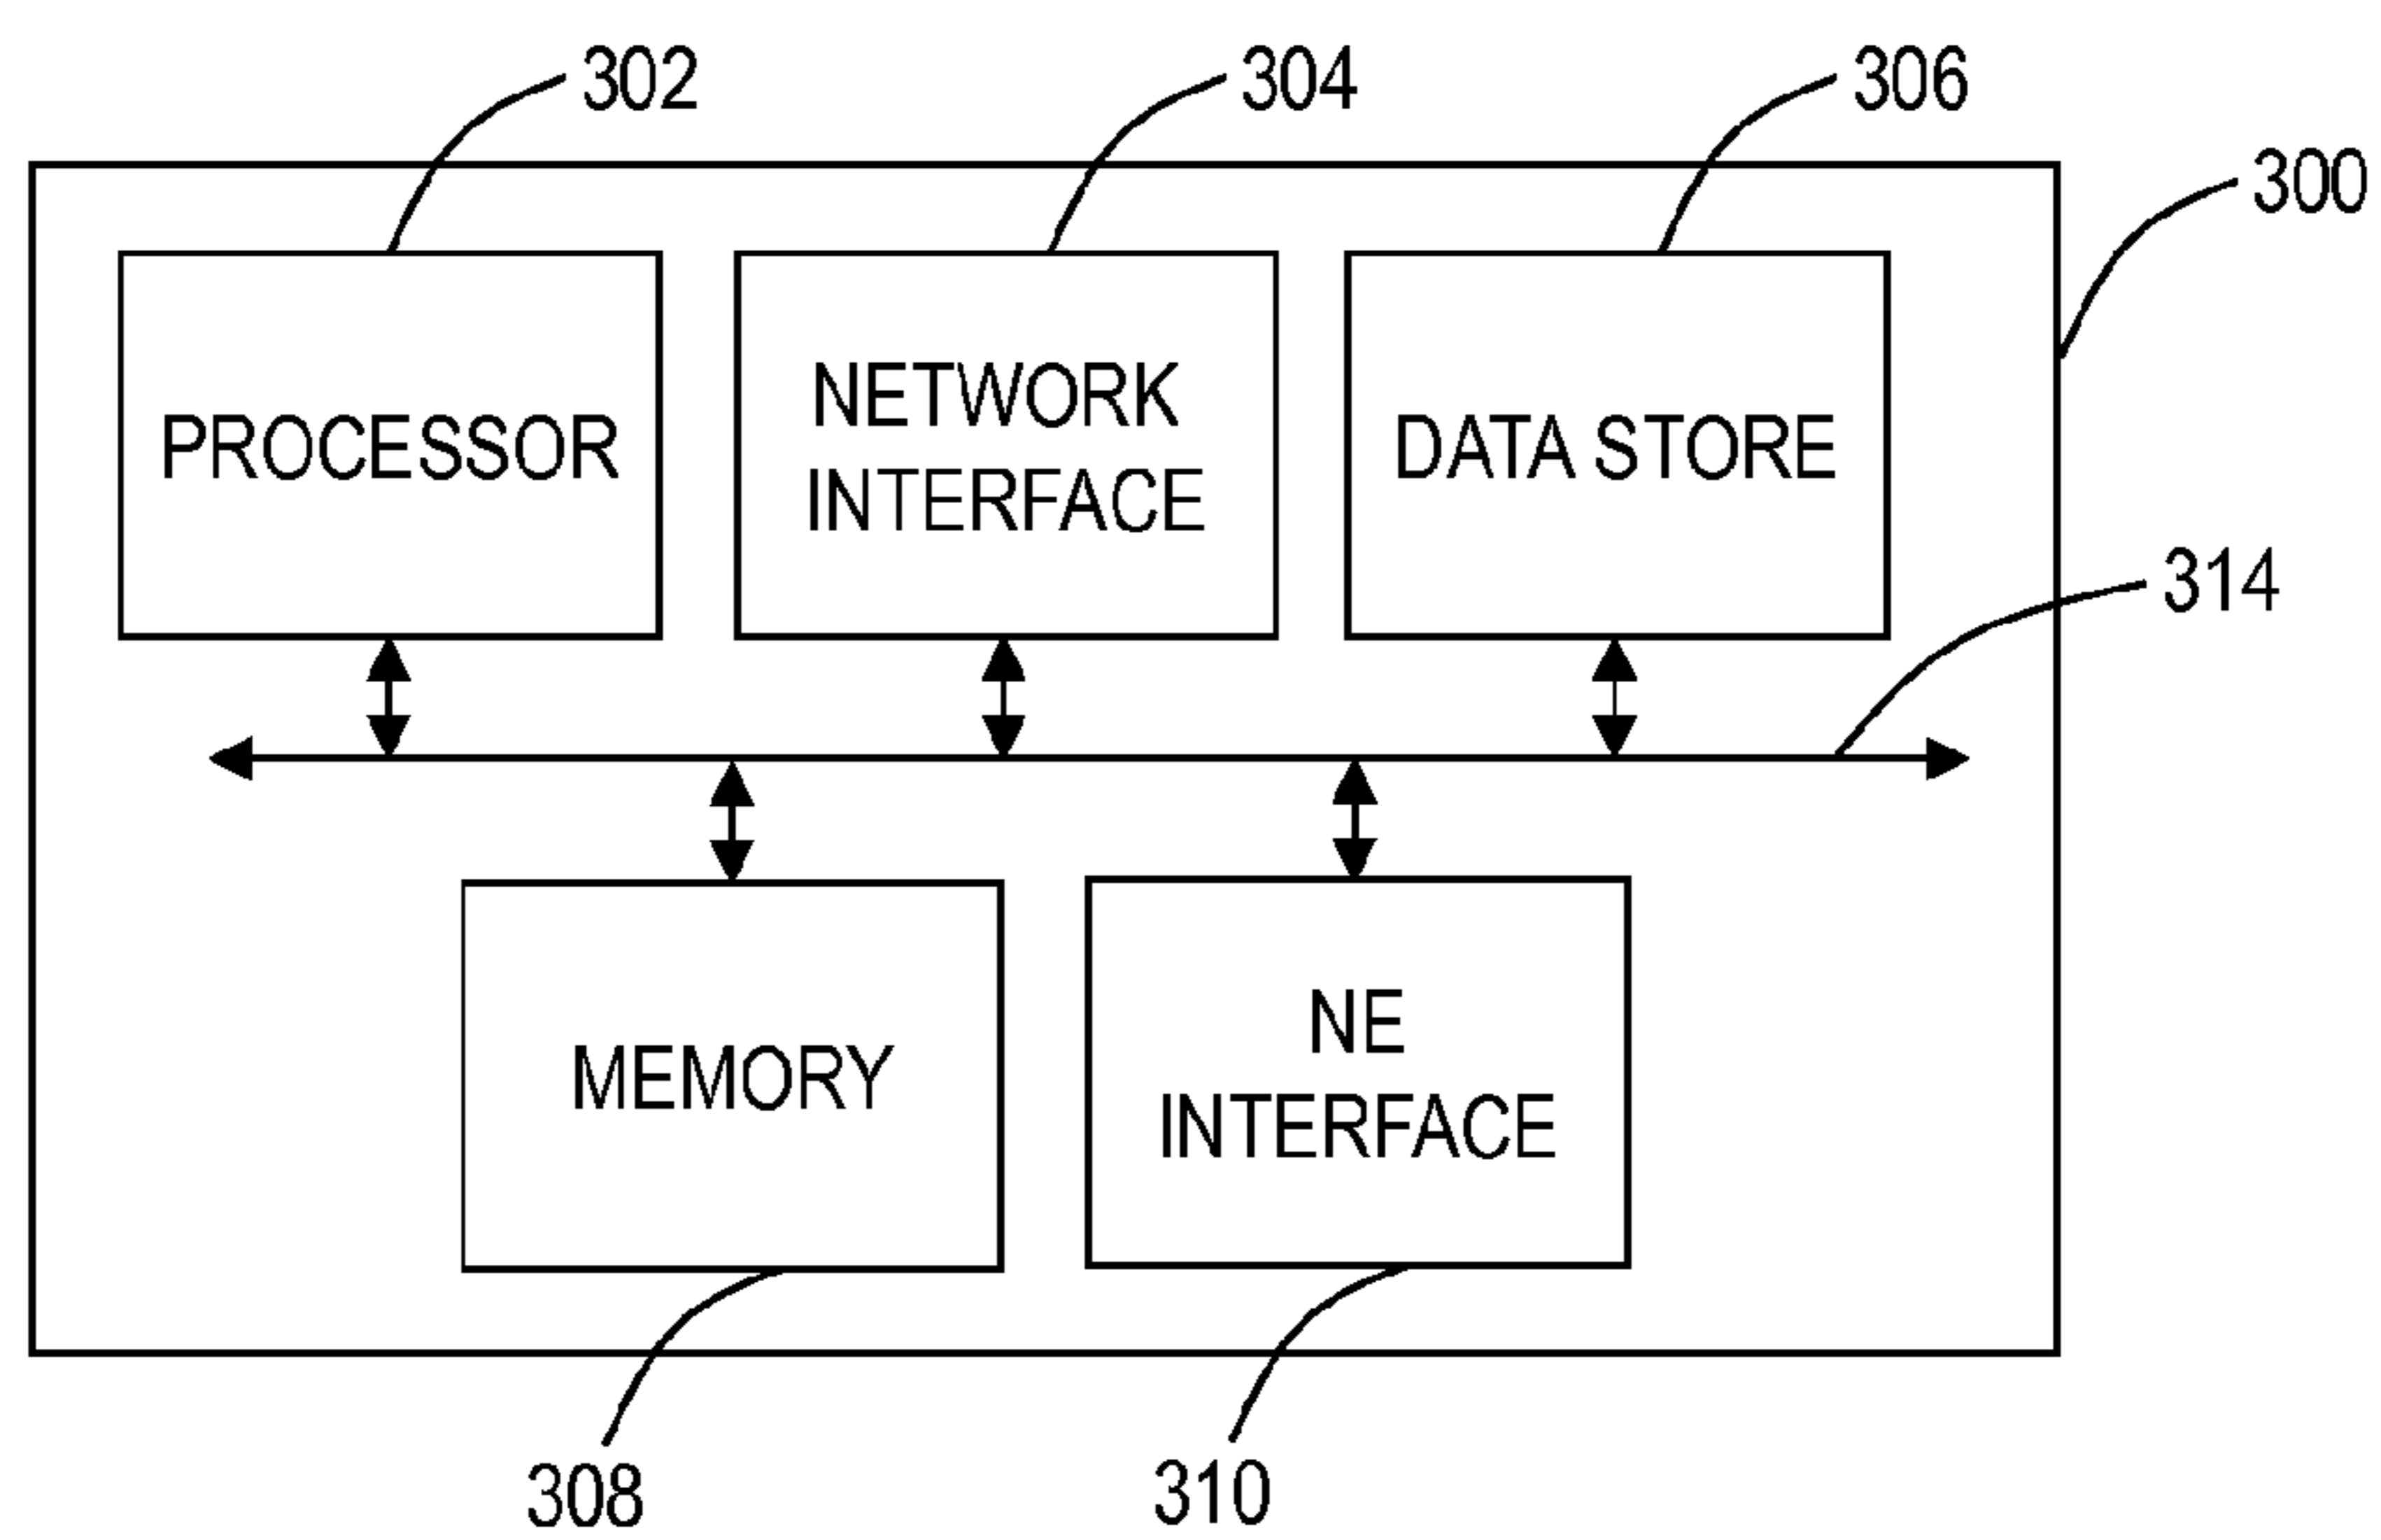 302
304
306
300
PROCESSOR
NETWORK
INTERFACE
DATA STORE
314
MEMORY
NE
INTERFACE
308
310